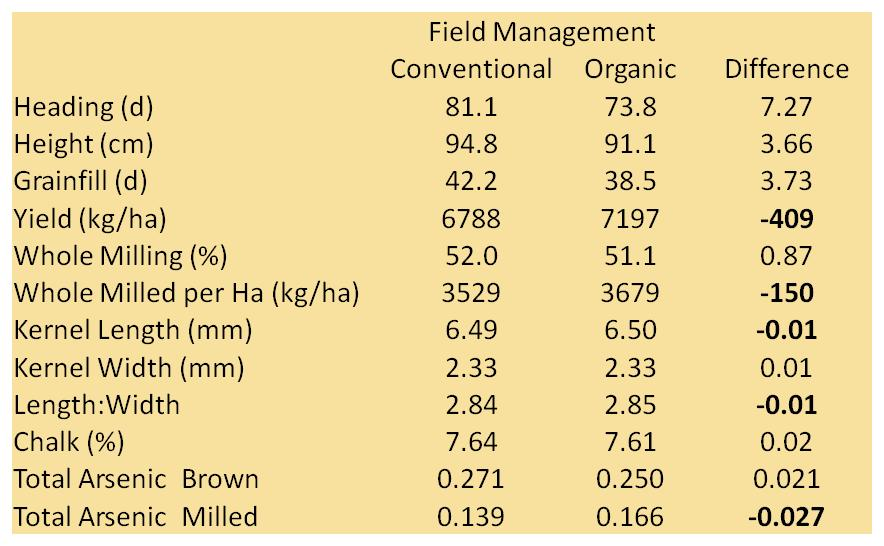 Field Management
Conventional Organic Difference
Heading (d) 81.1 73.8 7.27
Height (cm) 94.8 91.1 3.66
Grainfill (d) 42.2 38.5 3.73
Yield (kg/ha) 6788 7197 -409
Whole Milling (%) 52.0 51.1 0.87
Whole Milled per Ha (kg/ha) 3529 3679 -150
Kernel Length (mm) 6.49 6.50 -0.01
Kernel Width (mm) 2.33 2.33 0.01
Length:Width 2.84 2.85 -0.01
Chalk (%) 7.64 7.61 0.02
Total Arsenic Brown 0.271 0.250 0.021
Total Arsenic Milled 0.139 0.166 -0.027